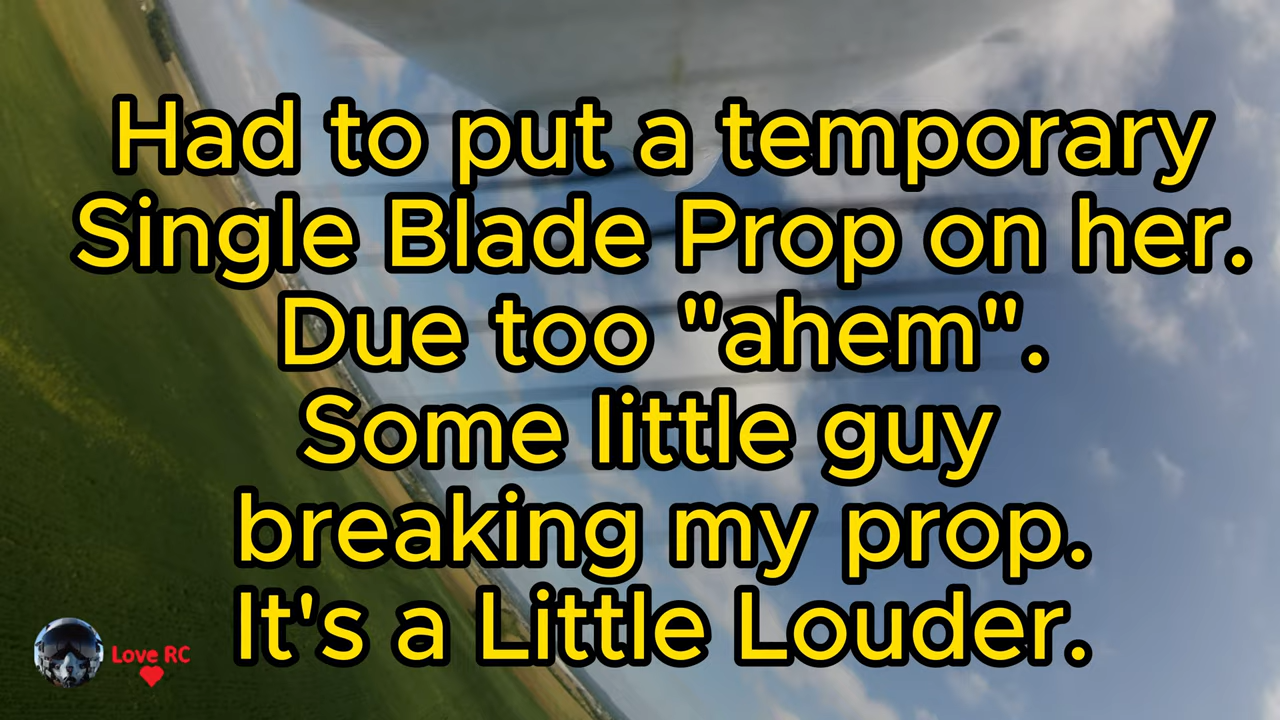 Had to put a temporary
Single Blade Prop on her.
Due too "ahem".
Some little guy
breaking my prop.
It's a Little Louder.
Love RC